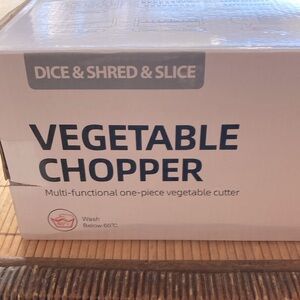 DICE & SHRED & SLICE
VEGETABLE
CHOPPER
Multi-functional one-piece vegetable cutter
Wash
Below 60°C